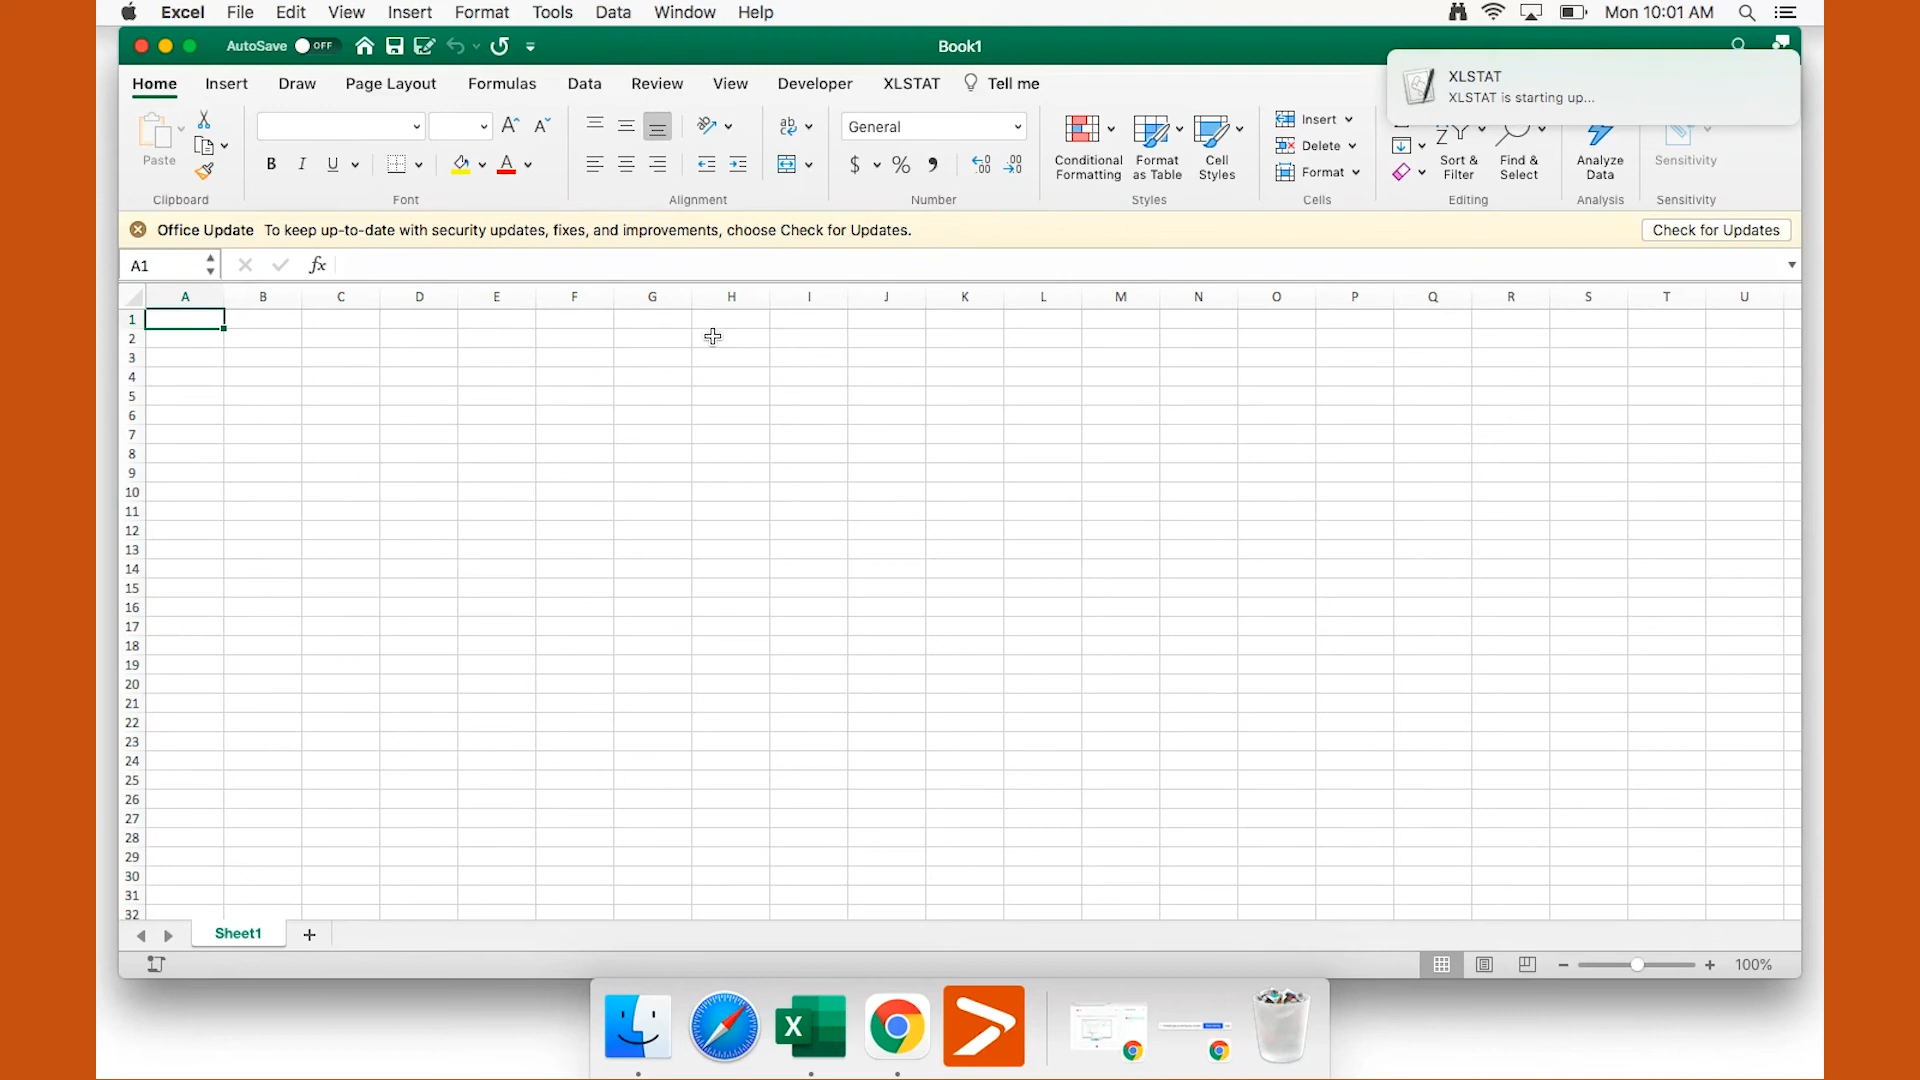 Excel File Edit View Insert Format Tools Data Window Help Mon 10:01 AM
AutoSave OFF Book1
Home Insert Draw Page Layout Formulas Data Review View Developer XLSTAT Tell me
XLSTAT
XLSTAT is starting up...
Paste
Clipboard
B I U A
Font
ab
Alignment
General
$ %
Number
Conditional Formatting
Format as Table
Cell Styles
Styles
Insert
Delete
Format
Cells
Sort & Filter
Find & Select
Editing
Analyze Data
Analysis
Sensitivity
Sensitivity
Office Update To keep up-to-date with security updates, fixes, and improvements, choose Check for Updates. Check for Updates
A1 fx
A B C D E F G H I J K L M N O P Q R S T U
1
2
3
4
5
6
7
8
9
10
11
12
13
14
15
16
17
18
19
20
21
22
23
24
25
26
27
28
29
30
31
32
Sheet1
100%
X